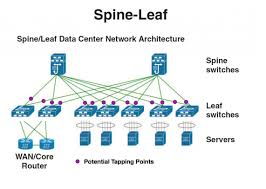 Spine-Leaf
Spine/Leaf Data Center Network Architecture
Spine
switches
Leaf
switches
Servers
WAN/Core
Router
Potential Tapping Points